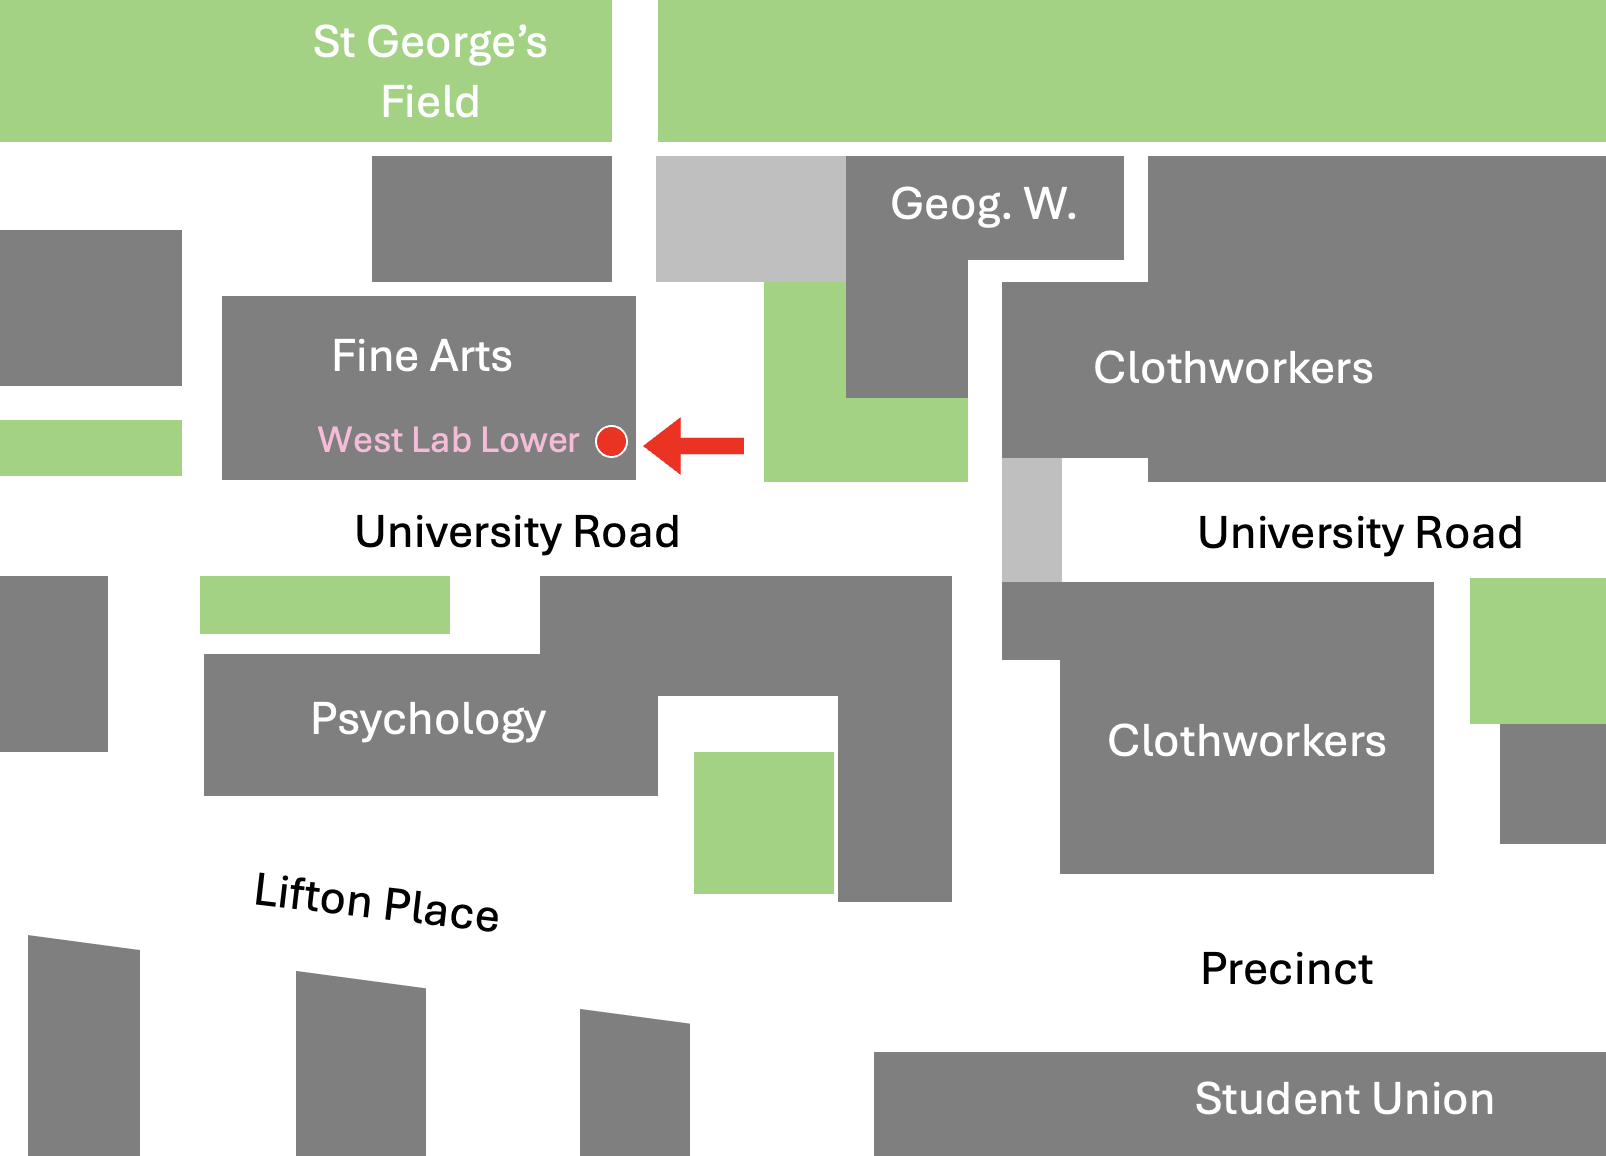 St George’s
Field
Geog. W.
Fine Arts
Clothworkers
West Lab Lower
University Road
University Road
Psychology
Clothworkers
Lifton Place
Precinct
Student Union